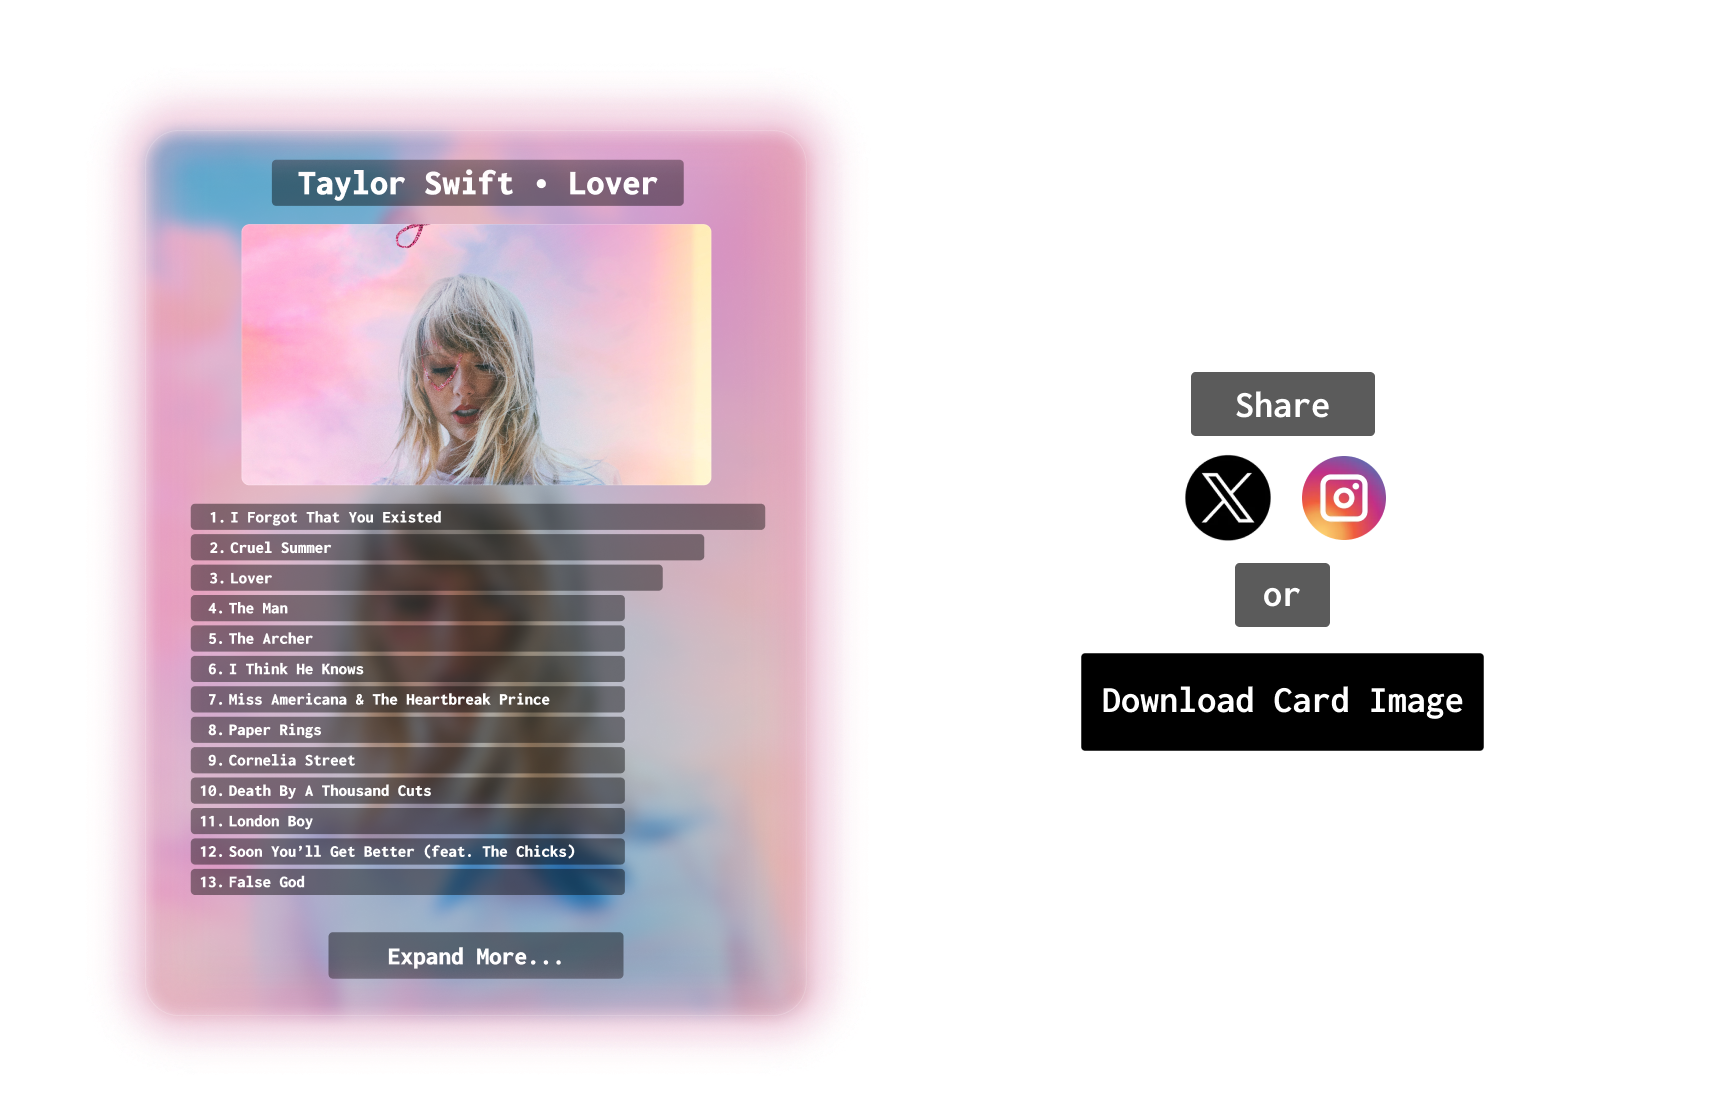 Taylor Swift • Lover
1. I Forgot That You Existed
2. Cruel Summer
3. Lover
4. The Man
5. The Archer
6. I Think He Knows
7. Miss Americana & The Heartbreak Prince
8. Paper Rings
9. Cornelia Street
10. Death By A Thousand Cuts
11. London Boy
12. Soon You’ll Get Better (feat. The Chicks)
13. False God
Expand More...
Share
or
Download Card Image